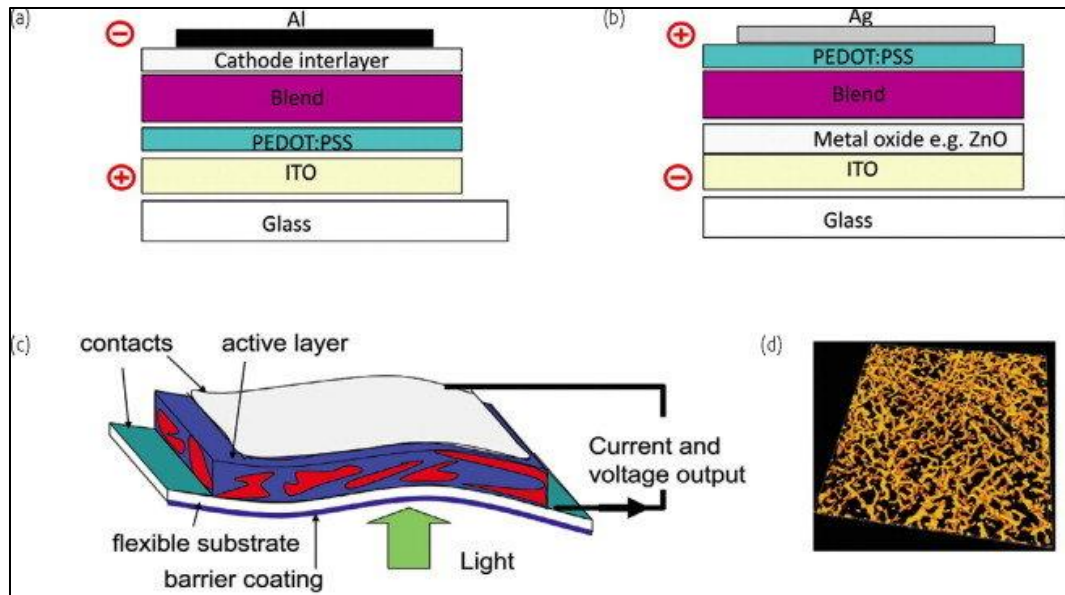 (a)
Al
Cathode interlayer
Blend
PEDOT:PSS
ITO
Glass
(b)
Ag
PEDOT:PSS
Blend
Metal oxide e.g. ZnO
ITO
Glass
(c)
contacts
active layer
Current and
voltage output
flexible substrate
barrier coating
Light
(d)